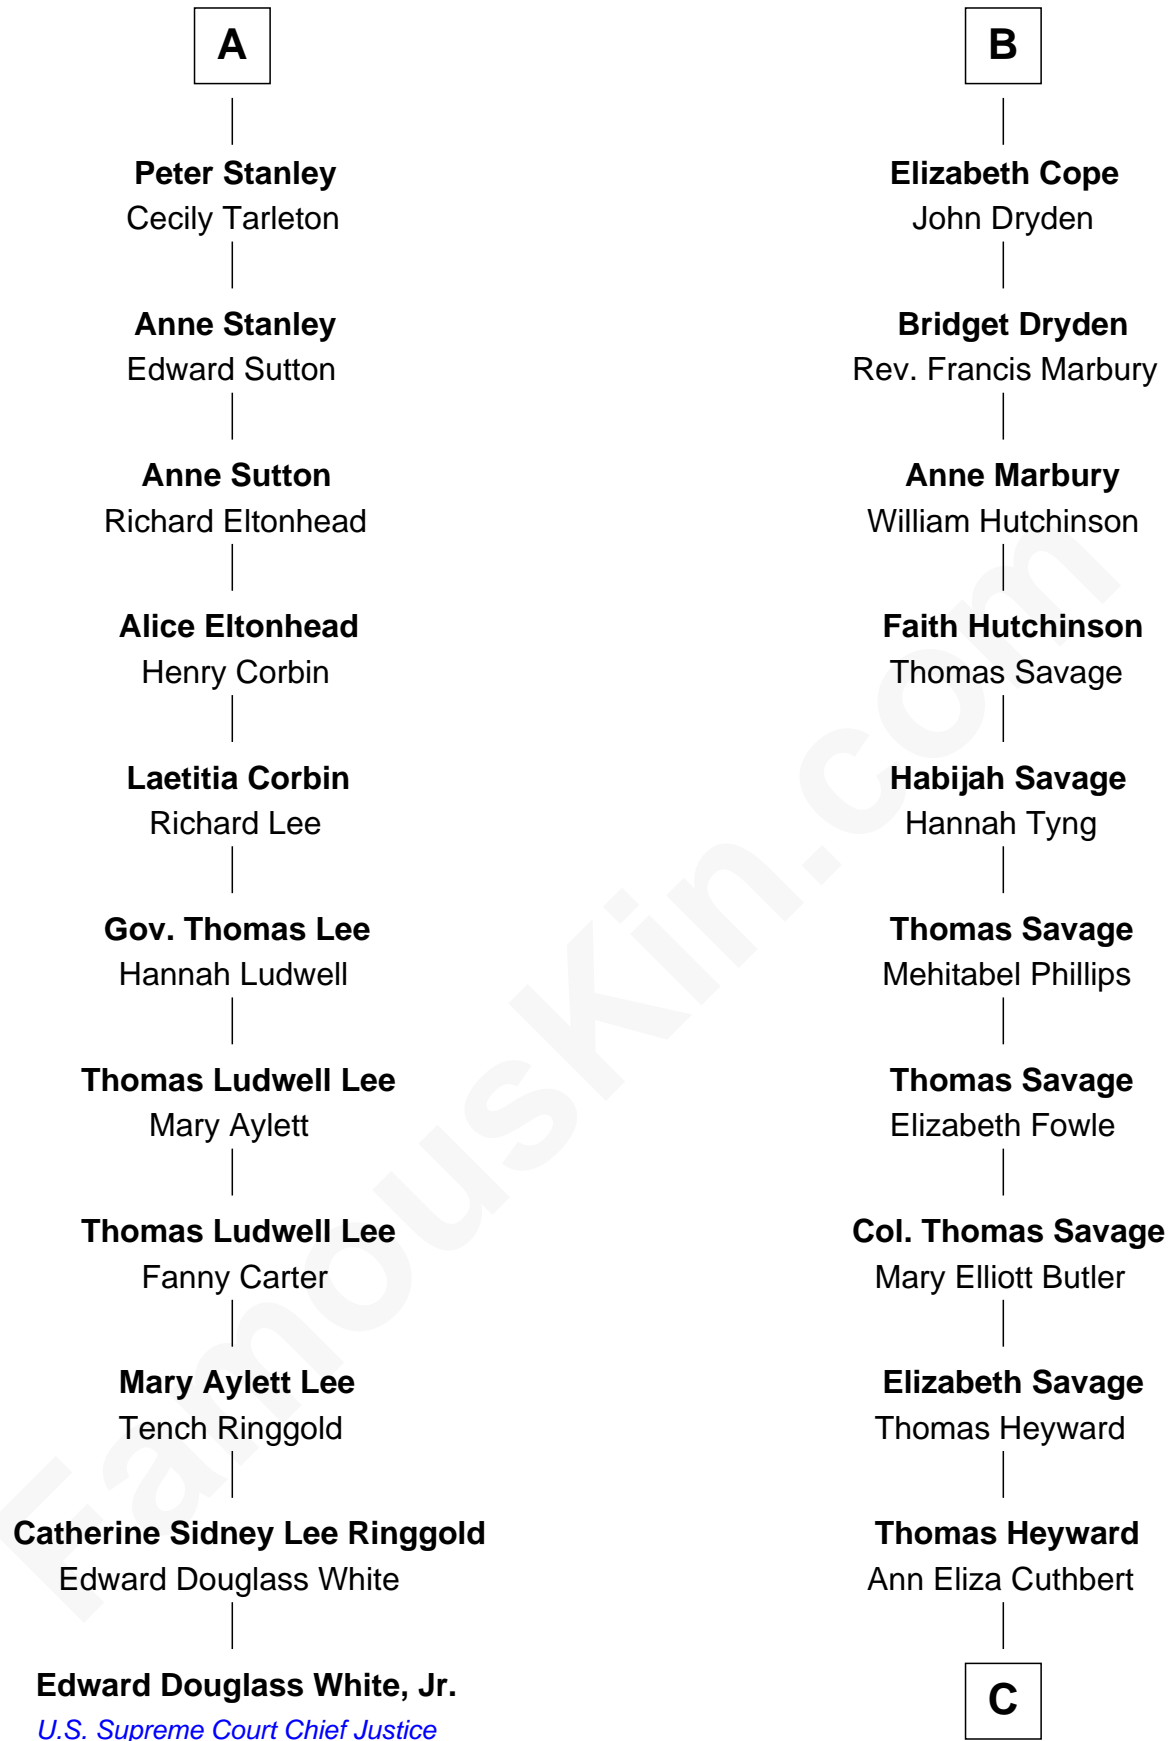 A
Peter Stanley
Cecily Tarleton
Anne Stanley
Edward Sutton
Anne Sutton
Richard Eltonhead
Alice Eltonhead
Henry Corbin
Laetitia Corbin
Richard Lee
Gov. Thomas Lee
Hannah Ludwell
Thomas Ludwell Lee
Mary Aylett
Thomas Ludwell Lee
Fanny Carter
Mary Aylett Lee
Tench Ringgold
Catherine Sidney Lee Ringgold
Edward Douglass White
Edward Douglass White, Jr.
U.S. Supreme Court Chief Justice
B
Elizabeth Cope
John Dryden
Bridget Dryden
Rev. Francis Marbury
Anne Marbury
William Hutchinson
Faith Hutchinson
Thomas Savage
Habijah Savage
Hannah Tyng
Thomas Savage
Mehitabel Phillips
Thomas Savage
Elizabeth Fowle
Col. Thomas Savage
Mary Elliott Butler
Elizabeth Savage
Thomas Heyward
Thomas Heyward
Ann Eliza Cuthbert
C
FamousKin.com